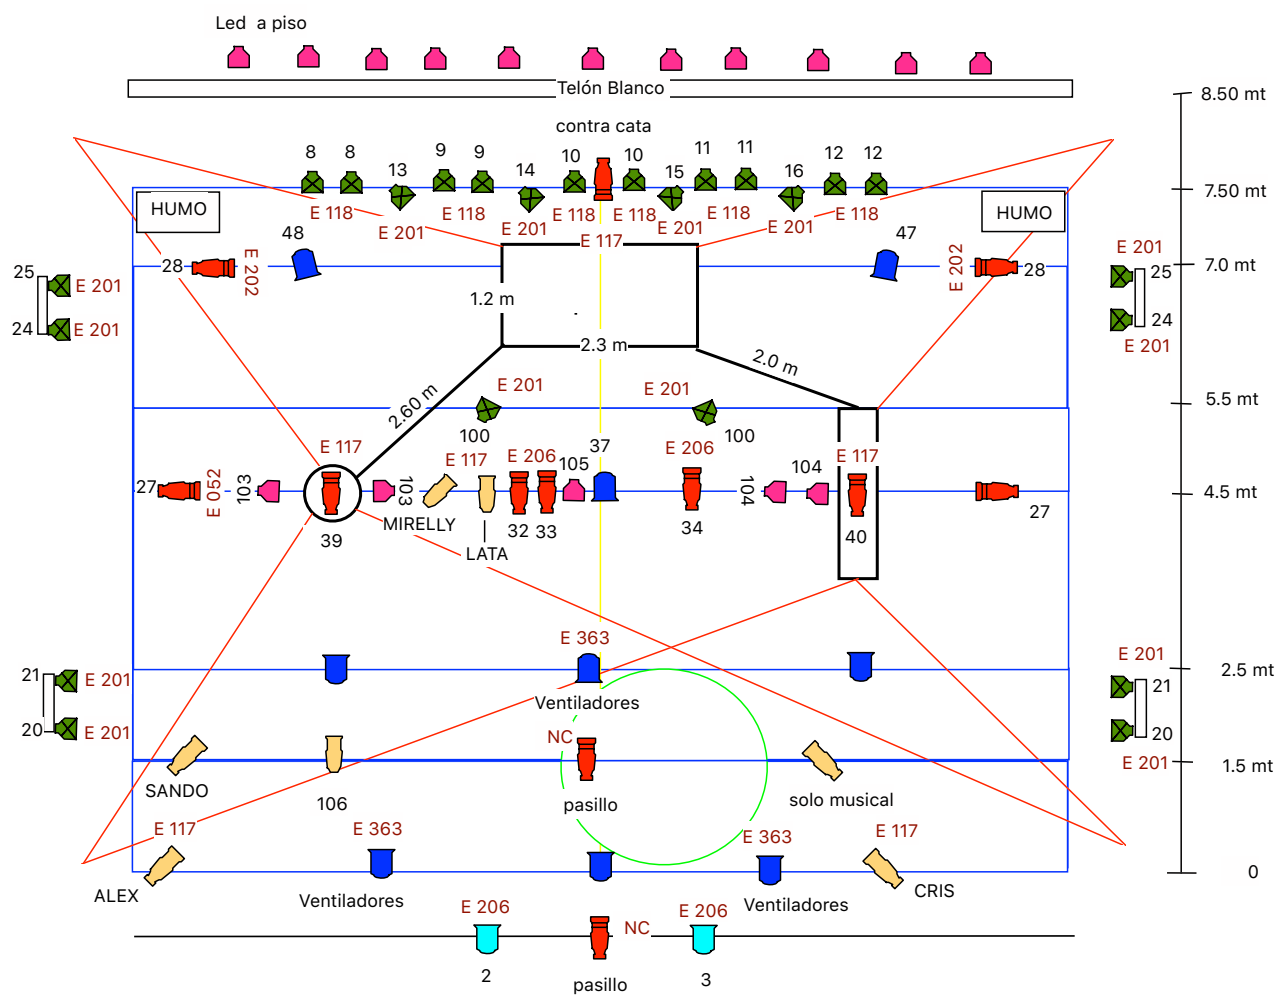 Led  a piso
Telón Blanco
8.50 mt
contra cata
8
8
13
9
9
14
10
10
15
11
11
16
12
12
7.50 mt
HUMO
HUMO
E 118
E 201
E 118
E 201
E 118
E 118
E 201
E 118
E 201
E 118
E 117
48
47
28
E 202
E 202
28
7.0 mt
25
E 201
24
E 201
E 201
25
24
E 201
1.2 m
2.3 m
2.0 m
2.60 m
5.5 mt
E 201
E 201
100
100
E 117
E 117
E 206
37
E 206
E 117
27
E 052
103
103
105
104
104
4.5 mt
MIRELLY
39
LATA
32
33
34
40
27
E 363
E 201
21
E 201
20
E 201
21
20
E 201
2.5 mt
Ventiladores
NC
SANDO
106
pasillo
solo musical
1.5 mt
E 117
E 363
E 363
E 117
ALEX
Ventiladores
Ventiladores
CRIS
0
E 206
NC
E 206
2
pasillo
3